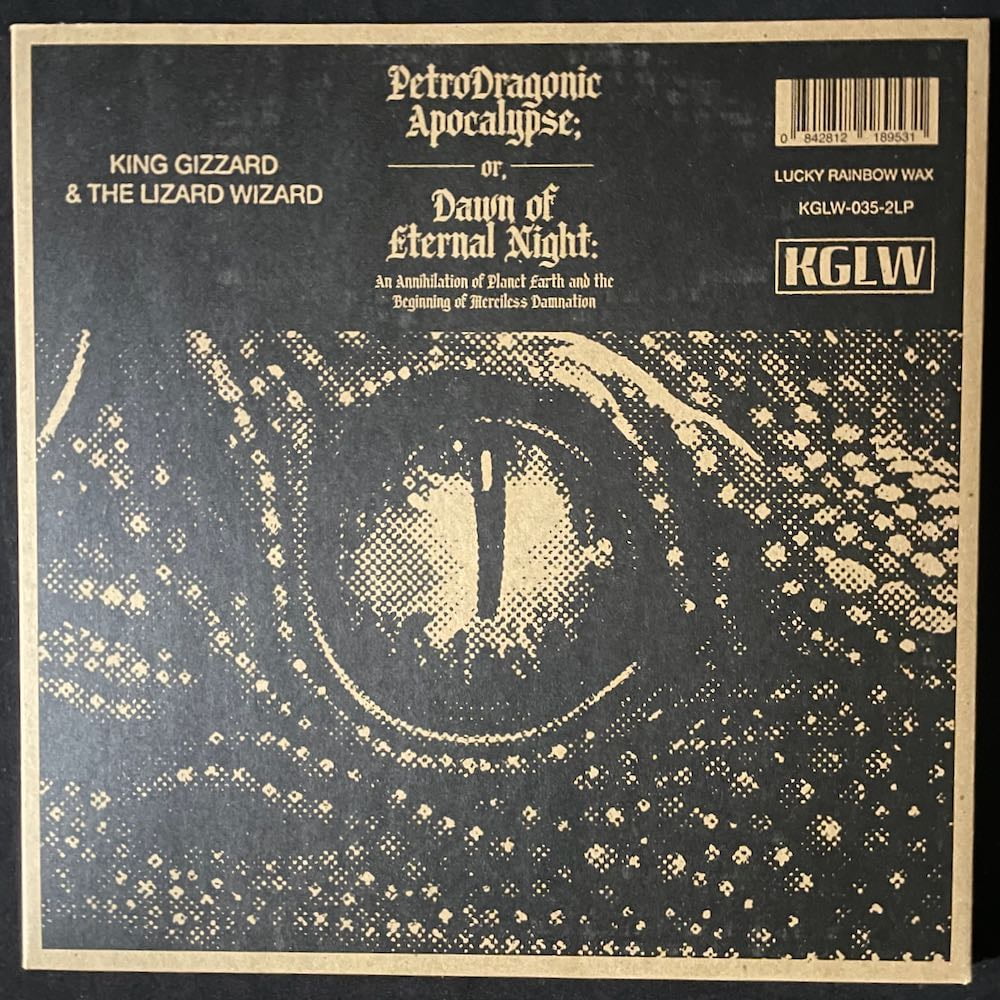 KING GIZZARD
& THE LIZARD WIZARD
PetroDragonic
Apocalypse;
or,
Dawn of
Eternal Night:
An Annihilation of Planet Earth and the
Beginning of Merciless Damnation
0 842812 189531
LUCKY RAINBOW WAX
KGLW-035-2LP
KGLW